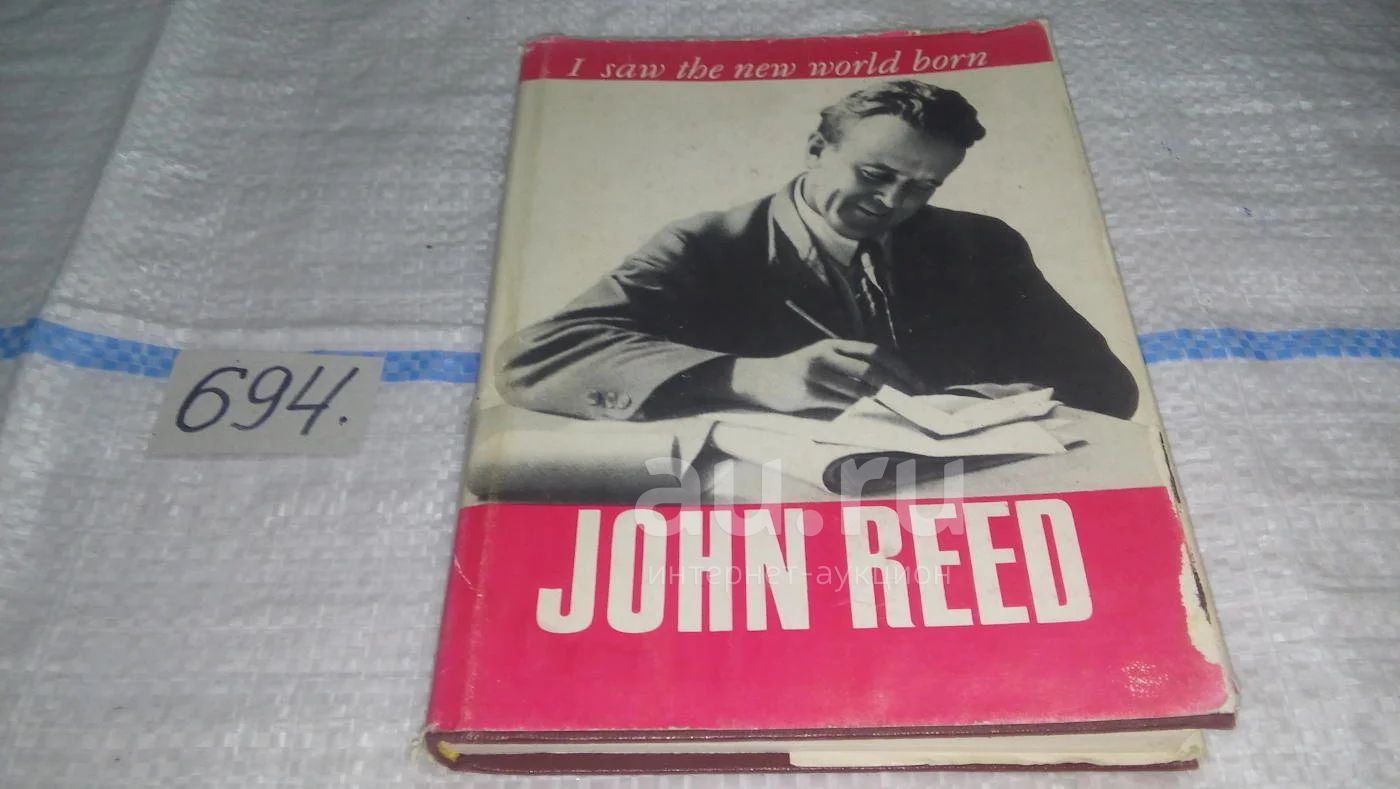 I saw the new world born
694.
au.ru
интернет-аукцион
JOHN REED